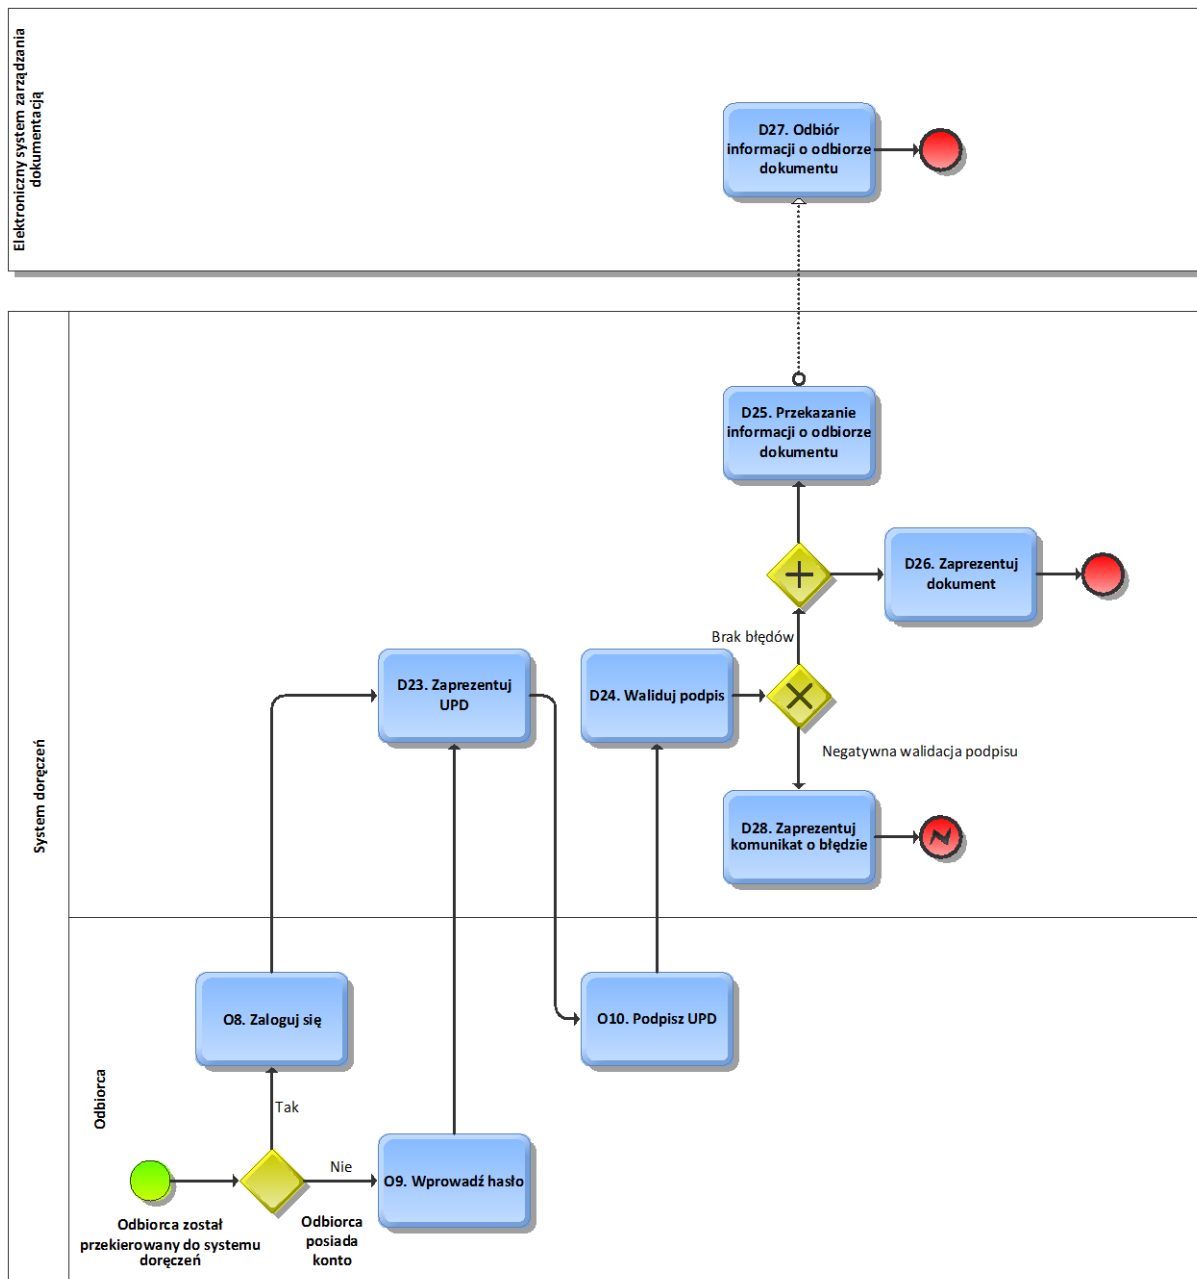 Elektroniczny system zarządzania
dokumentacją
D27. Odbiór
informacji o odbiorze
dokumentu
System doręczeń
D25. Przekazanie
informacji o odbiorze
dokumentu
D26. Zaprezentuj
dokument
Brak błędów
D23. Zaprezentuj
UPD
D24. Waliduj podpis
Negatywna walidacja podpisu
D28. Zaprezentuj
komunikat o błędzie
Odbiorca
O8. Zaloguj się
O10. Podpisz UPD
Tak
Nie
O9. Wprowadź hasło
Odbiorca został
przekierowany do systemu
doręczeń
Odbiorca
posiada
konto